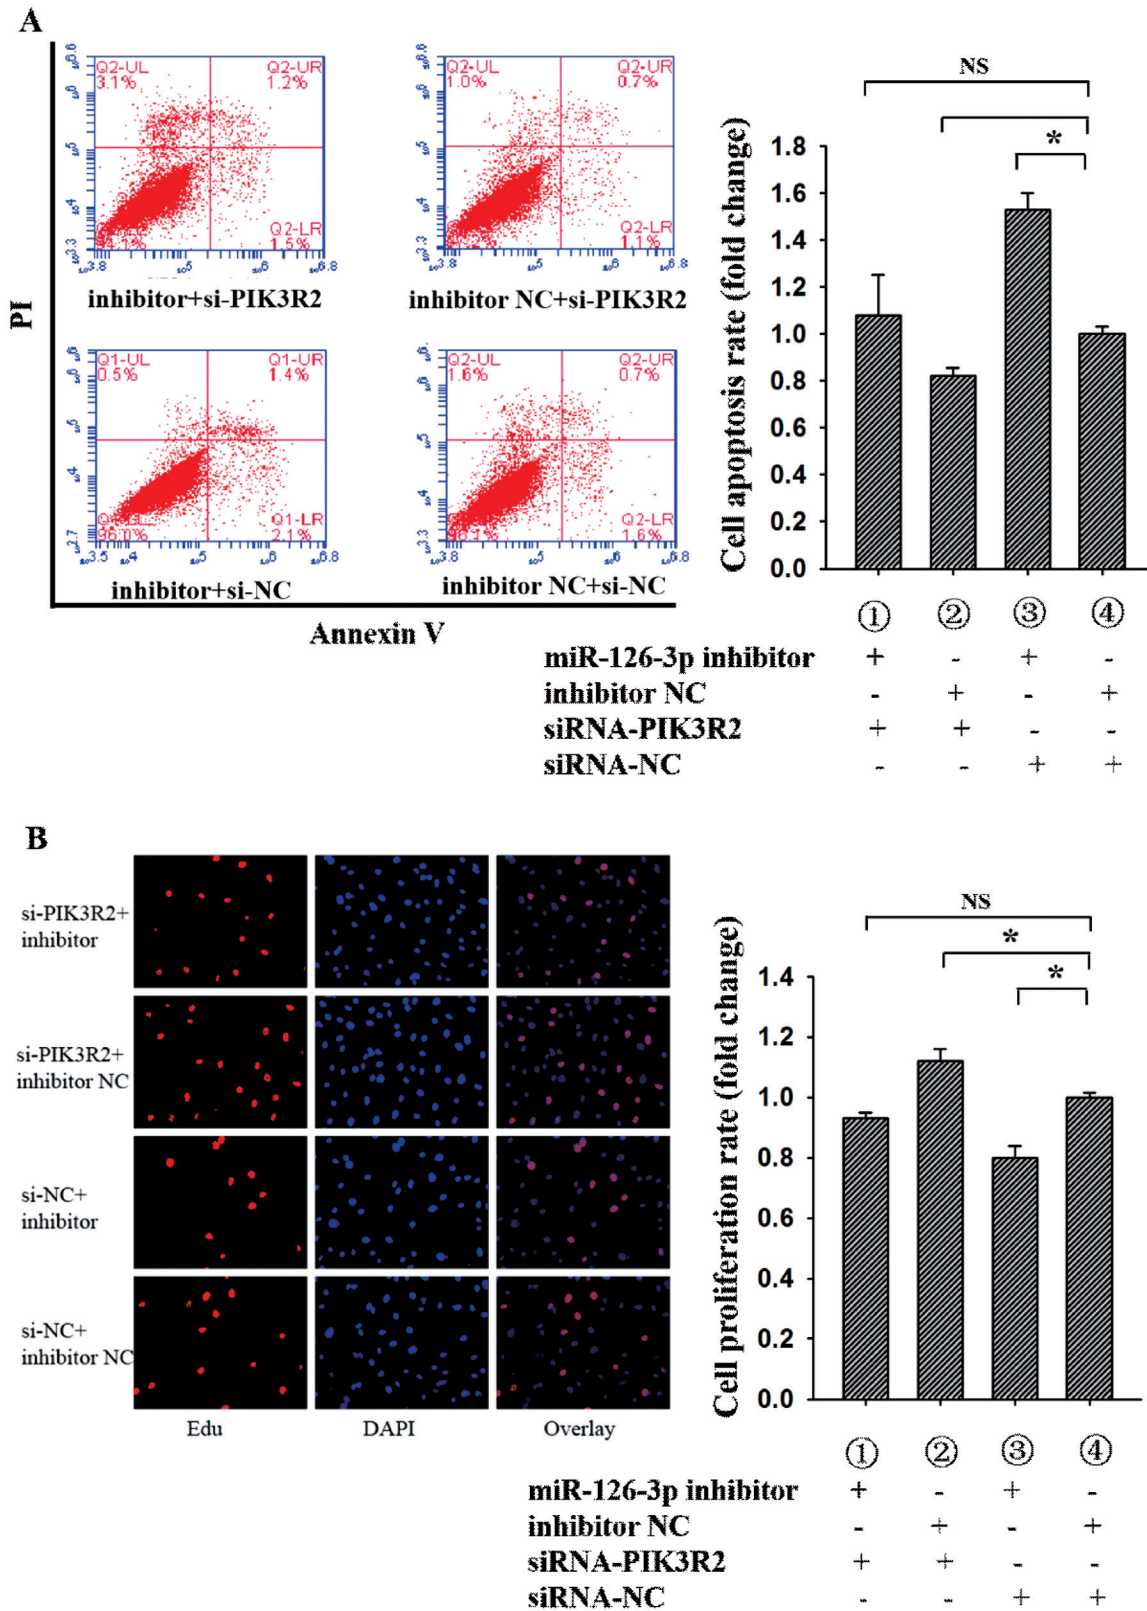 A
PI
Q2-UL
3.1%
Q2-UR
1.2%
Q2-LR
1.5%
inhibitor+si-PIK3R2
Q2-UL
1.0%
Q2-UR
0.7%
Q2-LR
1.1%
inhibitor NC+si-PIK3R2
Q1-UL
0.5%
Q1-UR
1.4%
96.0%
Q1-LR
2.1%
inhibitor+si-NC
Q2-UL
1.6%
Q2-UR
0.7%
Q2-LR
1.6%
inhibitor NC+si-NC
Annexin V
NS
*
Cell apoptosis rate (fold change)
1.8
1.6
1.4
1.2
1.0
0.8
0.6
0.4
0.2
0.0
① ② ③ ④
miR-126-3p inhibitor + - + -
inhibitor NC - + - +
siRNA-PIK3R2 + + - -
siRNA-NC - - + +
B
si-PIK3R2+
inhibitor
si-PIK3R2+
inhibitor NC
si-NC+
inhibitor
si-NC+
inhibitor NC
Edu DAPI Overlay
NS
*
*
Cell proliferation rate (fold change)
1.4
1.2
1.0
0.8
0.6
0.4
0.2
0.0
① ② ③ ④
miR-126-3p inhibitor + - + -
inhibitor NC - + - +
siRNA-PIK3R2 + + - -
siRNA-NC - - + +